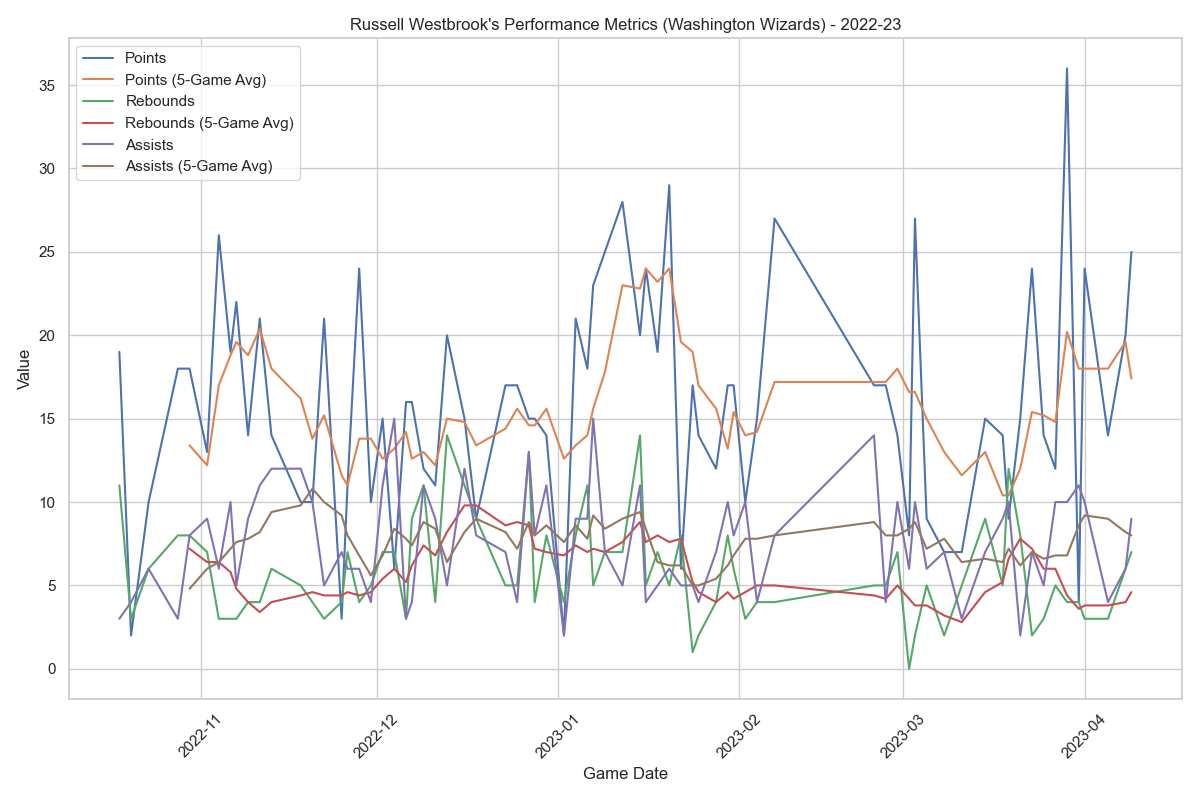 Russell Westbrook's Performance Metrics (Washington Wizards) - 2022-23
Points
Points (5-Game Avg)
Rebounds
Rebounds (5-Game Avg)
Assists
Assists (5-Game Avg)
Value
35
30
25
20
15
10
5
0
2022-11
2022-12
2023-01
2023-02
2023-03
2023-04
Game Date